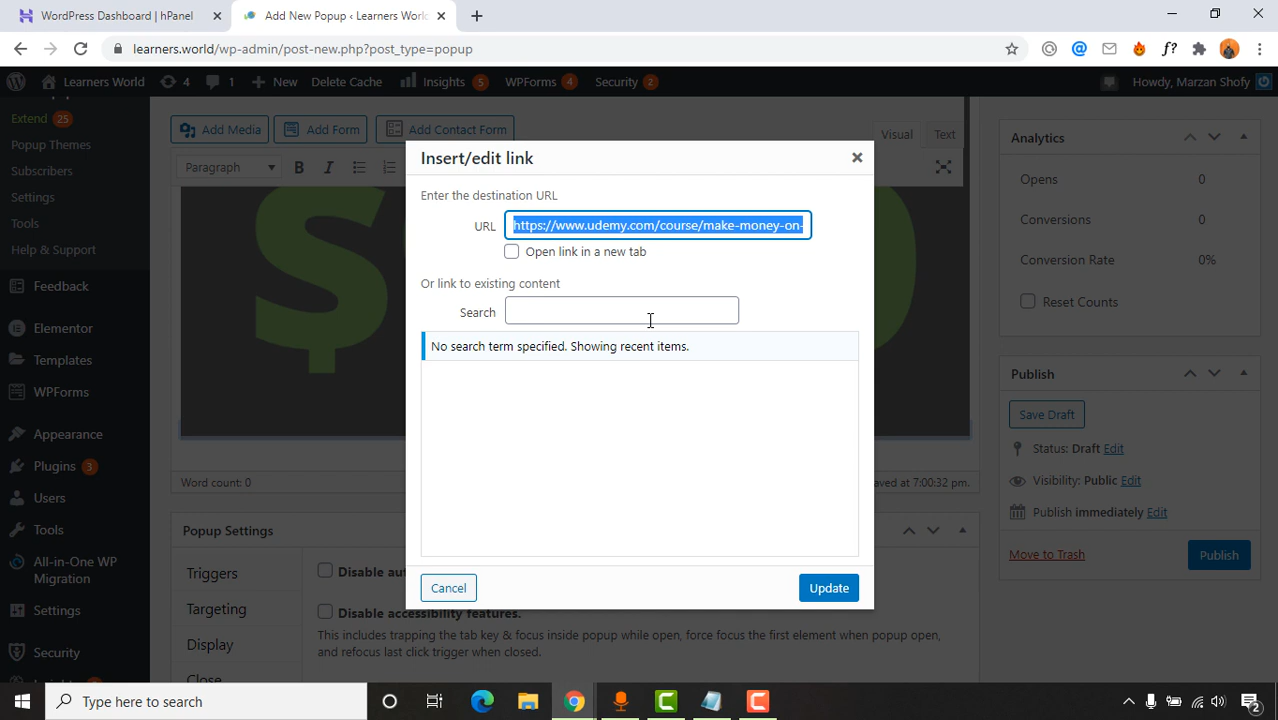 WordPress Dashboard | hPanel
Add New Popup ‹ Learners Worl
learners.world/wp-admin/post-new.php?post_type=popup
f?
Learners World
4
1
New
Delete Cache
Insights 5
WPForms 4
Security 2
Howdy, Marzan Shofy
Extend 25
Popup Themes
Subscribers
Settings
Tools
Help & Support
Feedback
Elementor
Templates
WPForms
Appearance
Plugins 3
Users
Tools
All-in-One WP
Migration
Settings
Security
Add Media
Add Form
Add Contact Form
Visual
Text
Paragraph
B
I
Insert/edit link
Enter the destination URL
URL
https://www.udemy.com/course/make-money-on-
Open link in a new tab
Or link to existing content
Search
No search term specified. Showing recent items.
Cancel
Update
Word count: 0
ved at 7:00:32 pm.
Popup Settings
Triggers
Targeting
Display
Close
Disable au
Disable accessibility features.
This includes trapping the tab key & focus inside popup while open, force focus the first element when popup open,
and refocus last click trigger when closed.
Analytics
Opens
0
Conversions
0
Conversion Rate
0%
Reset Counts
Publish
Save Draft
Status: Draft Edit
Visibility: Public Edit
Publish immediately Edit
Move to Trash
Publish
Type here to search
2